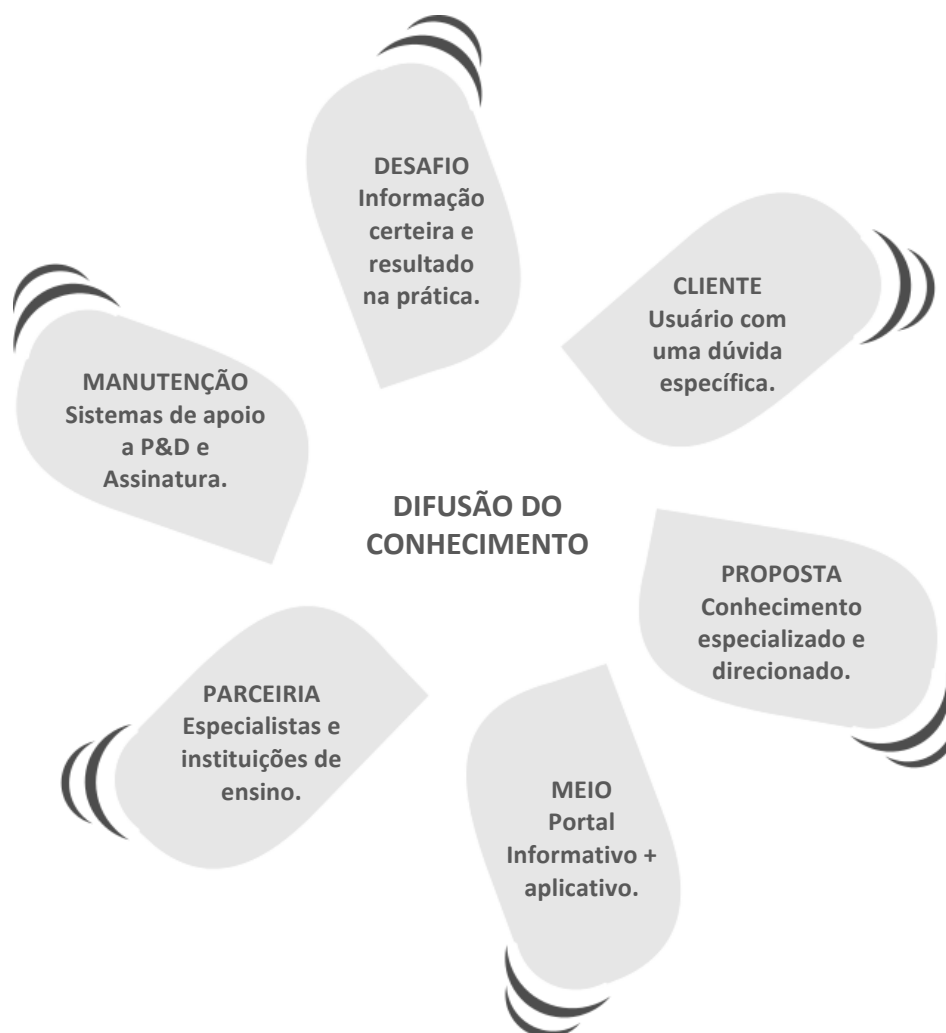 DESAFIO
Informação
certeira e
resultado
na prática.
CLIENTE
Usuário com
uma dúvida
específica.
MANUTENÇÃO
Sistemas de apoio
a P&D e
Assinatura.
DIFUSÃO DO
CONHECIMENTO
PROPOSTA
Conhecimento
especializado e
direcionado.
PARCEIRIA
Especialistas e
instituições de
ensino.
MEIO
Portal
Informativo +
aplicativo.